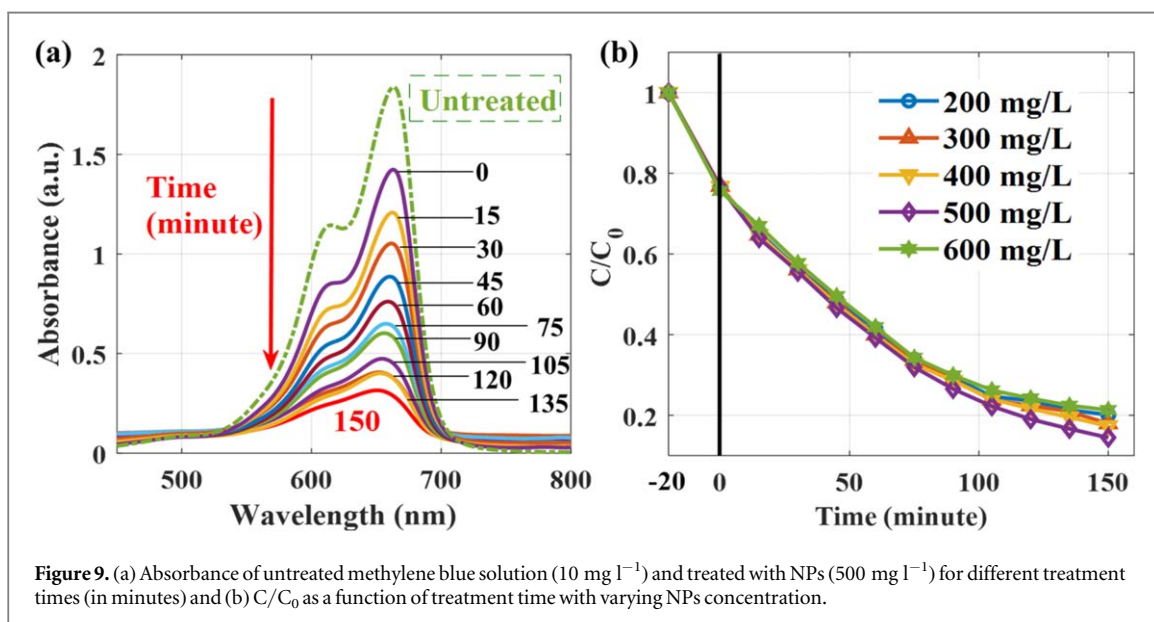 (a)
2
1.5
1
0.5
0
Absorbance (a.u.)
Untreated
Time
(minute)
0
15
30
45
60
75
90
105
120
135
150
500
600
700
800
Wavelength (nm)
(b)
1
0.8
0.6
0.4
0.2
C/C₀
200 mg/L
300 mg/L
400 mg/L
500 mg/L
600 mg/L
-20
0
50
100
150
Time (minute)
Figure 9. (a) Absorbance of untreated methylene blue solution (10 mg l⁻¹) and treated with NPs (500 mg l⁻¹) for different treatment
times (in minutes) and (b) C/C₀ as a function of treatment time with varying NPs concentration.